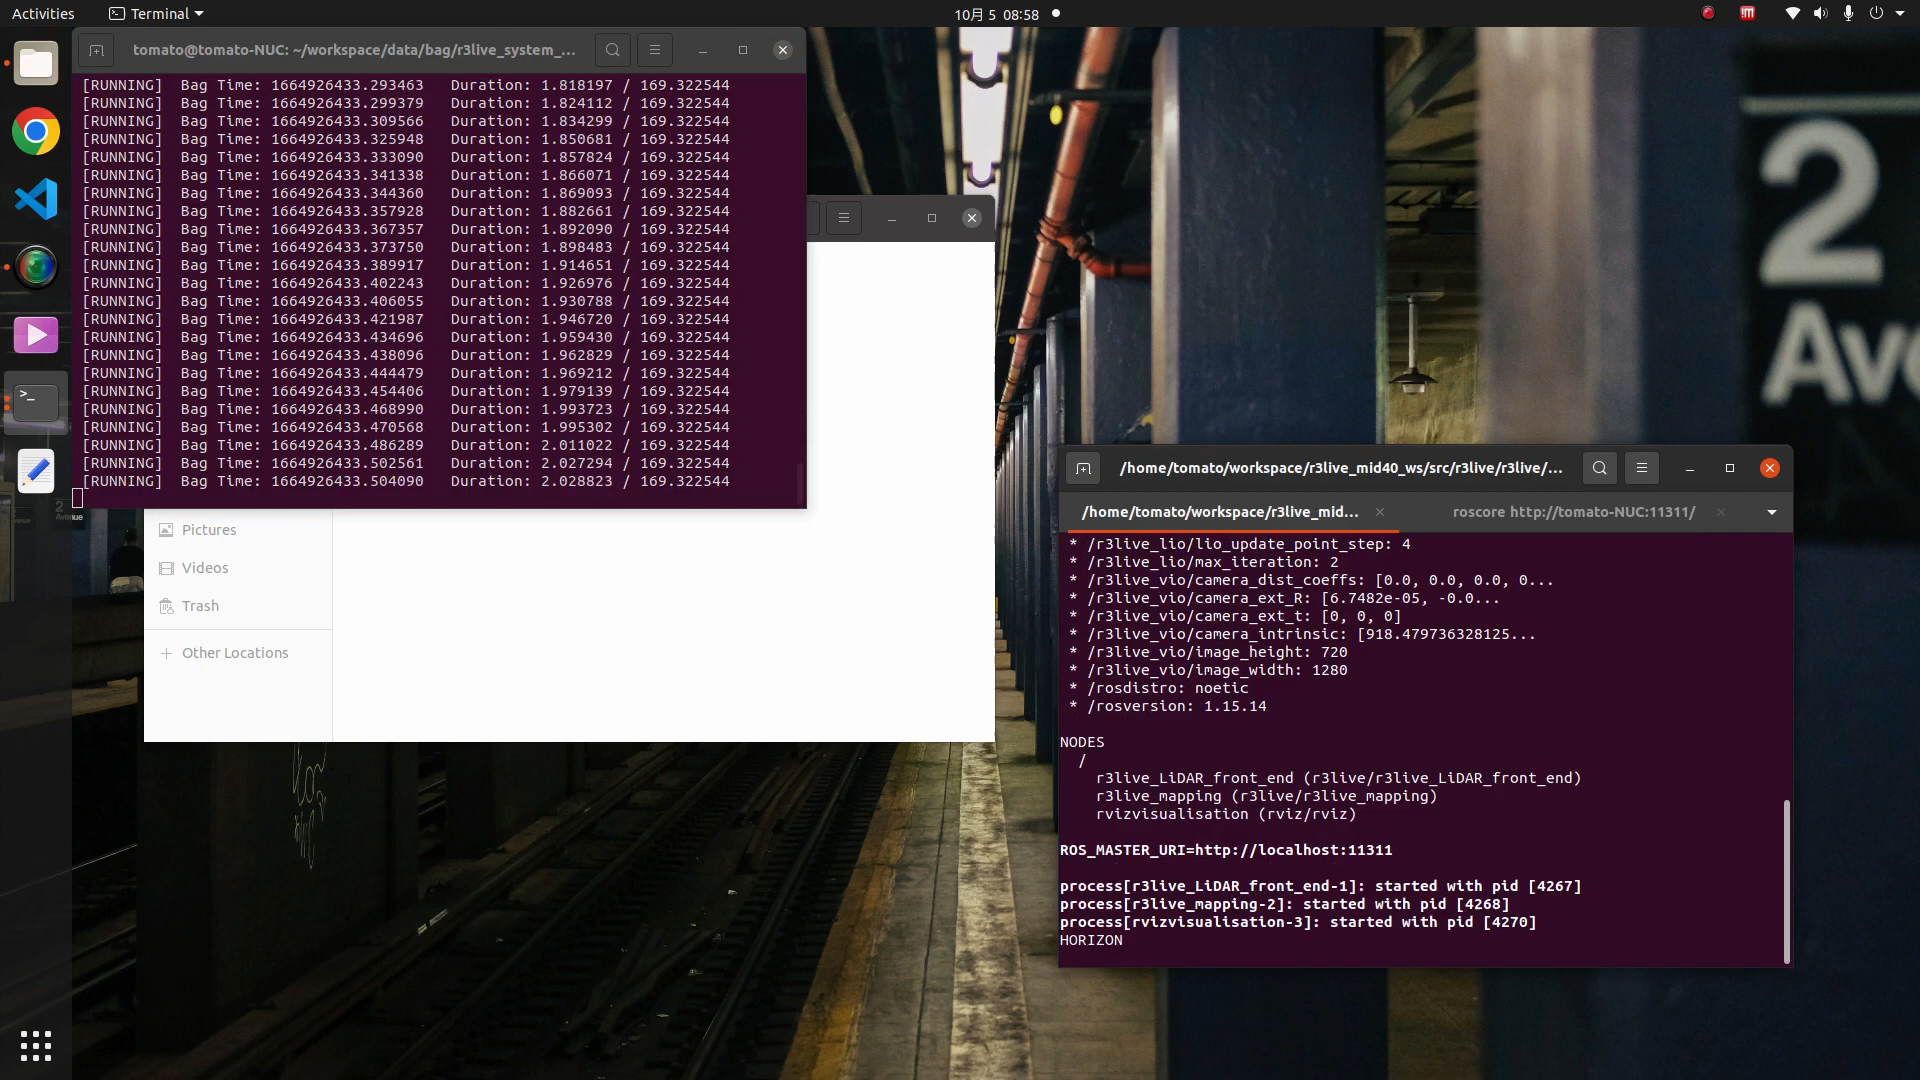 Activities
Terminal
10月 5 08:58
tomato@tomato-NUC: ~/workspace/data/bag/r3live_system_...
[RUNNING]  Bag Time: 1664926433.293463   Duration: 1.818197 / 169.322544
[RUNNING]  Bag Time: 1664926433.299379   Duration: 1.824112 / 169.322544
[RUNNING]  Bag Time: 1664926433.309566   Duration: 1.834299 / 169.322544
[RUNNING]  Bag Time: 1664926433.325948   Duration: 1.850681 / 169.322544
[RUNNING]  Bag Time: 1664926433.333090   Duration: 1.857824 / 169.322544
[RUNNING]  Bag Time: 1664926433.341338   Duration: 1.866071 / 169.322544
[RUNNING]  Bag Time: 1664926433.344360   Duration: 1.869093 / 169.322544
[RUNNING]  Bag Time: 1664926433.357928   Duration: 1.882661 / 169.322544
[RUNNING]  Bag Time: 1664926433.367357   Duration: 1.892090 / 169.322544
[RUNNING]  Bag Time: 1664926433.373750   Duration: 1.898483 / 169.322544
[RUNNING]  Bag Time: 1664926433.389917   Duration: 1.914651 / 169.322544
[RUNNING]  Bag Time: 1664926433.402243   Duration: 1.926976 / 169.322544
[RUNNING]  Bag Time: 1664926433.406055   Duration: 1.930788 / 169.322544
[RUNNING]  Bag Time: 1664926433.421987   Duration: 1.946720 / 169.322544
[RUNNING]  Bag Time: 1664926433.434696   Duration: 1.959430 / 169.322544
[RUNNING]  Bag Time: 1664926433.438096   Duration: 1.962829 / 169.322544
[RUNNING]  Bag Time: 1664926433.444479   Duration: 1.969212 / 169.322544
[RUNNING]  Bag Time: 1664926433.454406   Duration: 1.979139 / 169.322544
[RUNNING]  Bag Time: 1664926433.468990   Duration: 1.993723 / 169.322544
[RUNNING]  Bag Time: 1664926433.470568   Duration: 1.995302 / 169.322544
[RUNNING]  Bag Time: 1664926433.486289   Duration: 2.011022 / 169.322544
[RUNNING]  Bag Time: 1664926433.502561   Duration: 2.027294 / 169.322544
[RUNNING]  Bag Time: 1664926433.504090   Duration: 2.028823 / 169.322544
Pictures
Videos
Trash
Other Locations
2
Ave
/home/tomato/workspace/r3live_mid40_ws/src/r3live/r3live/...
/home/tomato/workspace/r3live_mid...
roscore http://tomato-NUC:11311/
* /r3live_lio/lio_update_point_step: 4
* /r3live_lio/max_iteration: 2
* /r3live_vio/camera_dist_coeffs: [0.0, 0.0, 0.0, 0...
* /r3live_vio/camera_ext_R: [6.7482e-05, -0.0...
* /r3live_vio/camera_ext_t: [0, 0, 0]
* /r3live_vio/camera_intrinsic: [918.479736328125...
* /r3live_vio/image_height: 720
* /r3live_vio/image_width: 1280
* /rosdistro: noetic
* /rosversion: 1.15.14
NODES
/
r3live_LiDAR_front_end (r3live/r3live_LiDAR_front_end)
r3live_mapping (r3live/r3live_mapping)
rvizvisualisation (rviz/rviz)
ROS_MASTER_URI=http://localhost:11311
process[r3live_LiDAR_front_end-1]: started with pid [4267]
process[r3live_mapping-2]: started with pid [4268]
process[rvizvisualisation-3]: started with pid [4270]
HORIZON